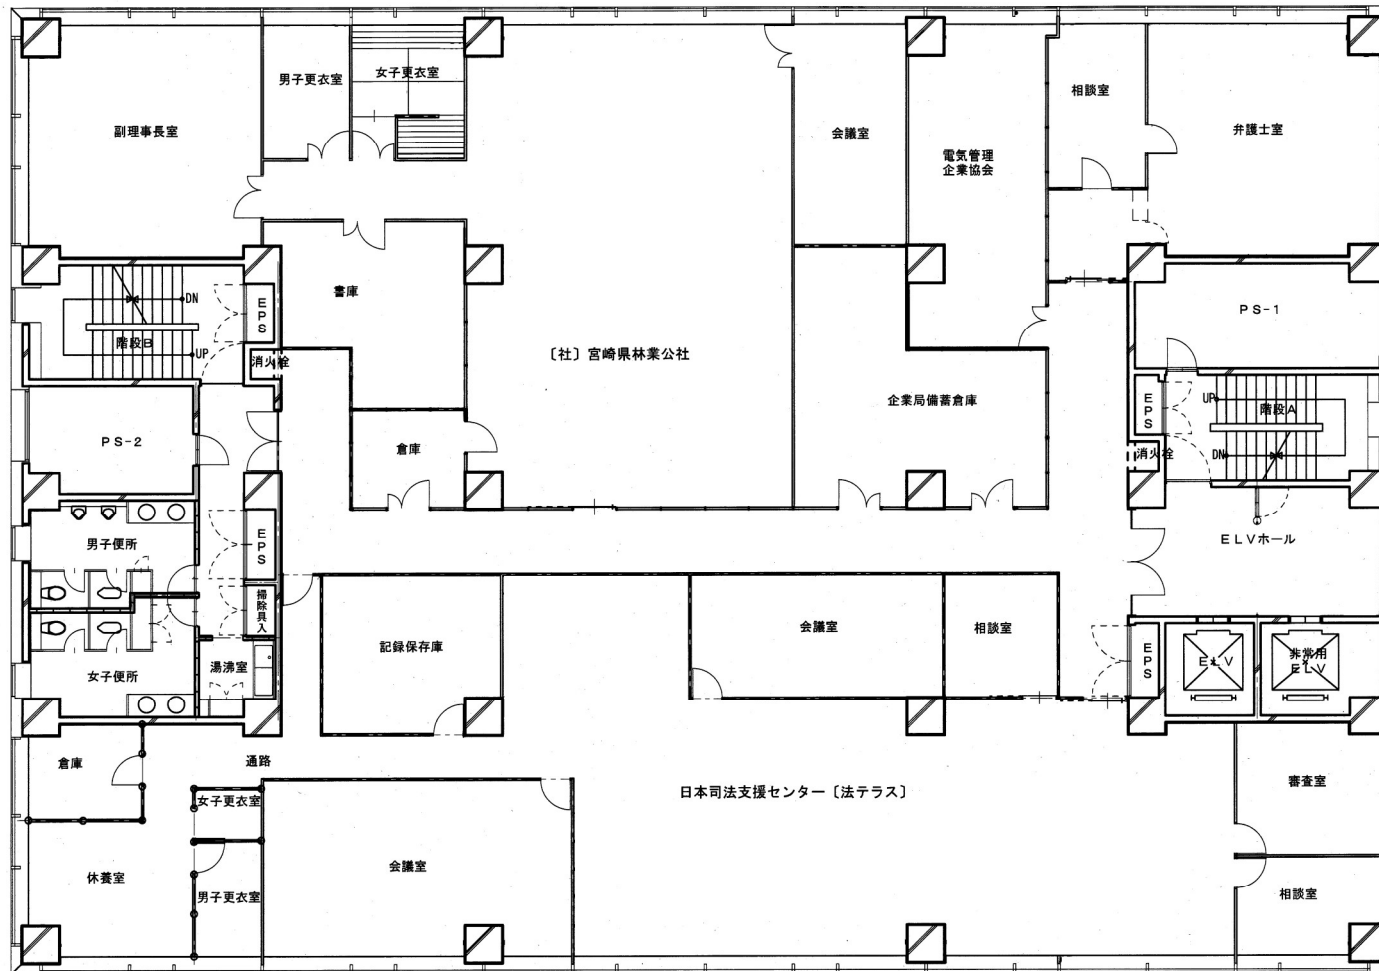 男子更衣室
女子更衣室
副理事長室
会議室
電気管理
企業協会
相談室
弁護士室
書庫
DN
階段B
UP
EPS
消火栓
〔社〕宮崎県林業公社
PS-1
企業局備蓄倉庫
EPS
UP
階段A
DN
消火栓
PS-2
倉庫
男子便所
EPS
ELVホール
掃除具入
女子便所
湯沸室
記録保存庫
会議室
相談室
EPS
ELV
非常用
ELV
倉庫
通路
女子更衣室
日本司法支援センター〔法テラス〕
審査室
休養室
男子更衣室
会議室
相談室